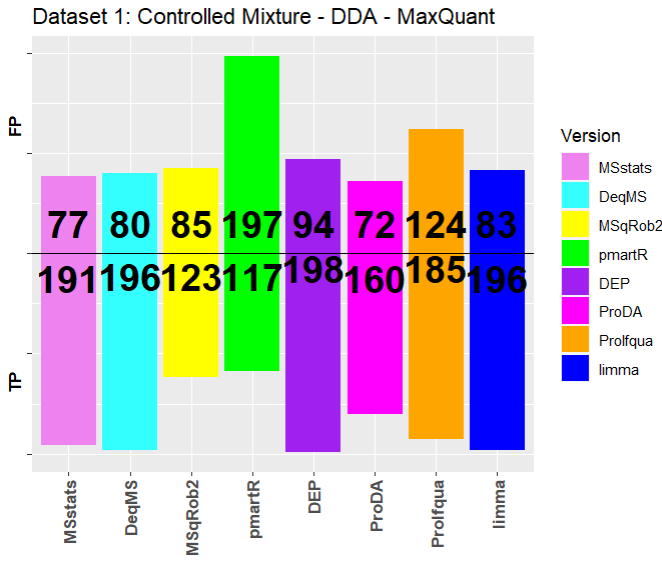 Dataset 1: Controlled Mixture - DDA - MaxQuant
FP
TP
77 80 85 197 94 72 124 83
191 196 123 117 198 160 185 196
MSstats
DeqMS
MSqRob2
pmartR
DEP
ProDA
Prolfqua
limma
Version
MSstats
DeqMS
MSqRob2
pmartR
DEP
ProDA
Prolfqua
limma